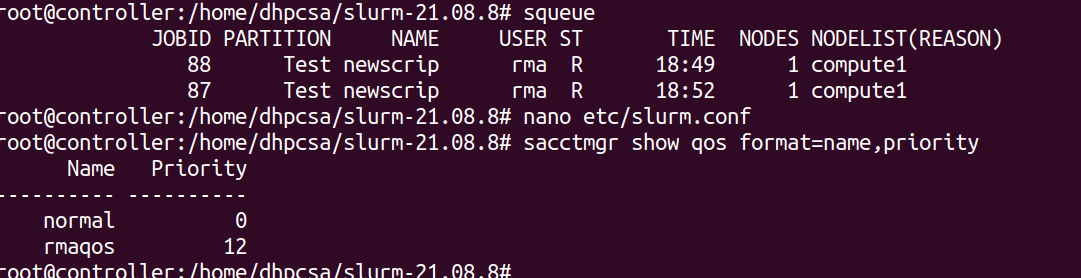 root@controller:/home/dhpcsa/slurm-21.08.8# squeue
JOBID PARTITION NAME USER ST TIME NODES NODELIST(REASON)
88 Test newscrip rma R 18:49 1 compute1
87 Test newscrip rma R 18:52 1 compute1
root@controller:/home/dhpcsa/slurm-21.08.8# nano etc/slurm.conf
root@controller:/home/dhpcsa/slurm-21.08.8# sacctmgr show qos format=name,priority
Name Priority
---------- ----------
normal 0
rmaqos 12
root@controller:/home/dhpcsa/slurm-21.08.8#